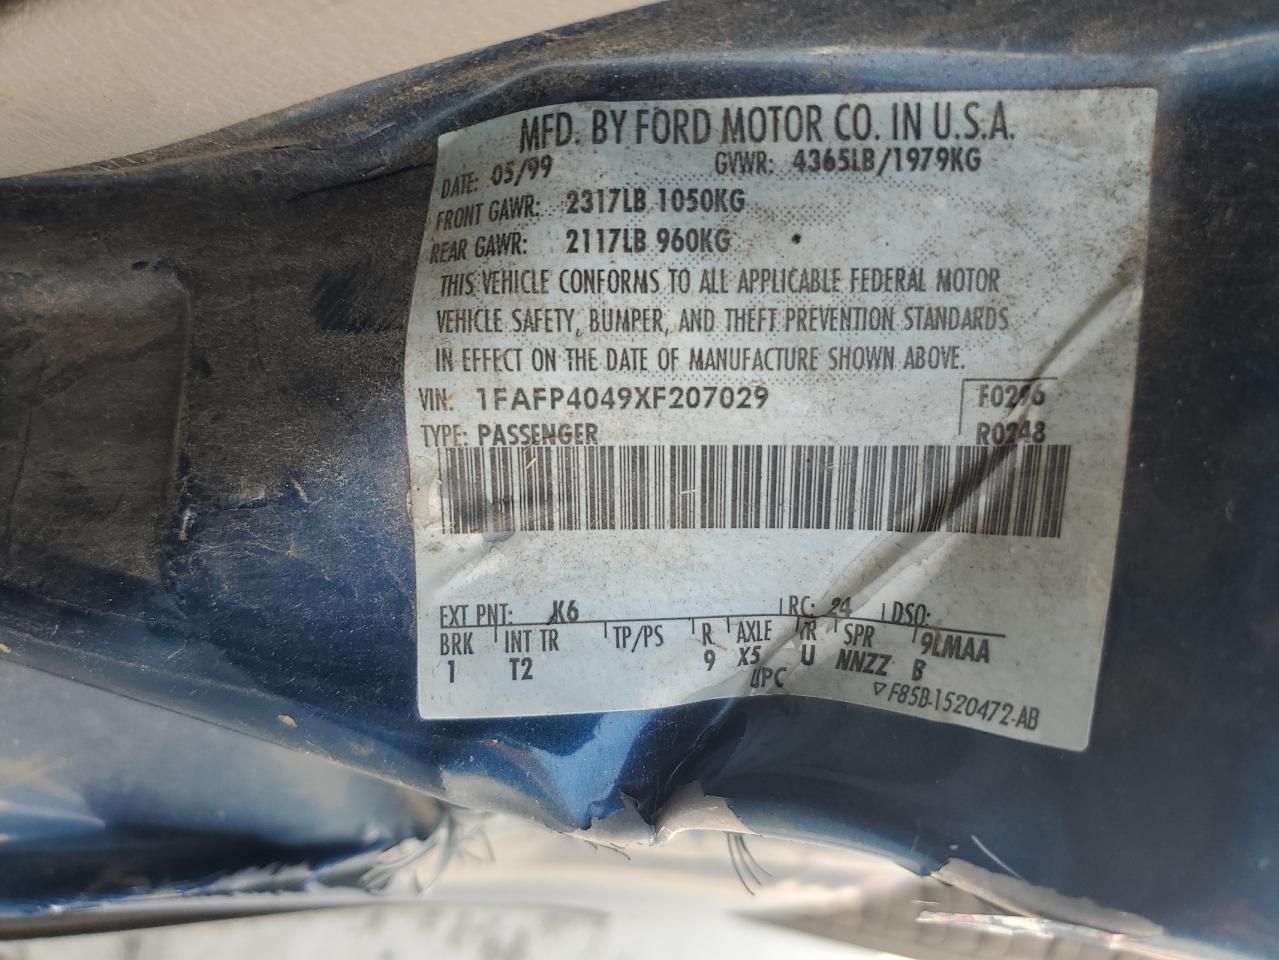 MFD. BY FORD MOTOR CO. IN U.S.A.
DATE: 05/99 GVWR: 4365LB/1979KG
FRONT GAWR: 2317LB 1050KG
REAR GAWR: 2117LB 960KG
THIS VEHICLE CONFORMS TO ALL APPLICABLE FEDERAL MOTOR
VEHICLE SAFETY, BUMPER, AND THEFT PREVENTION STANDARDS
IN EFFECT ON THE DATE OF MANUFACTURE SHOWN ABOVE.
VIN: 1FAFP4049XF207029 F0296
TYPE: PASSENGER R0248
EXT PNT: K6 RC: 24 DSO:
BRK INT TR TP/PS R AXLE TR SPR 9LMAA
1 T2 9 X5 U NNZZ B
UPC
▽ F85B-1520472-AB